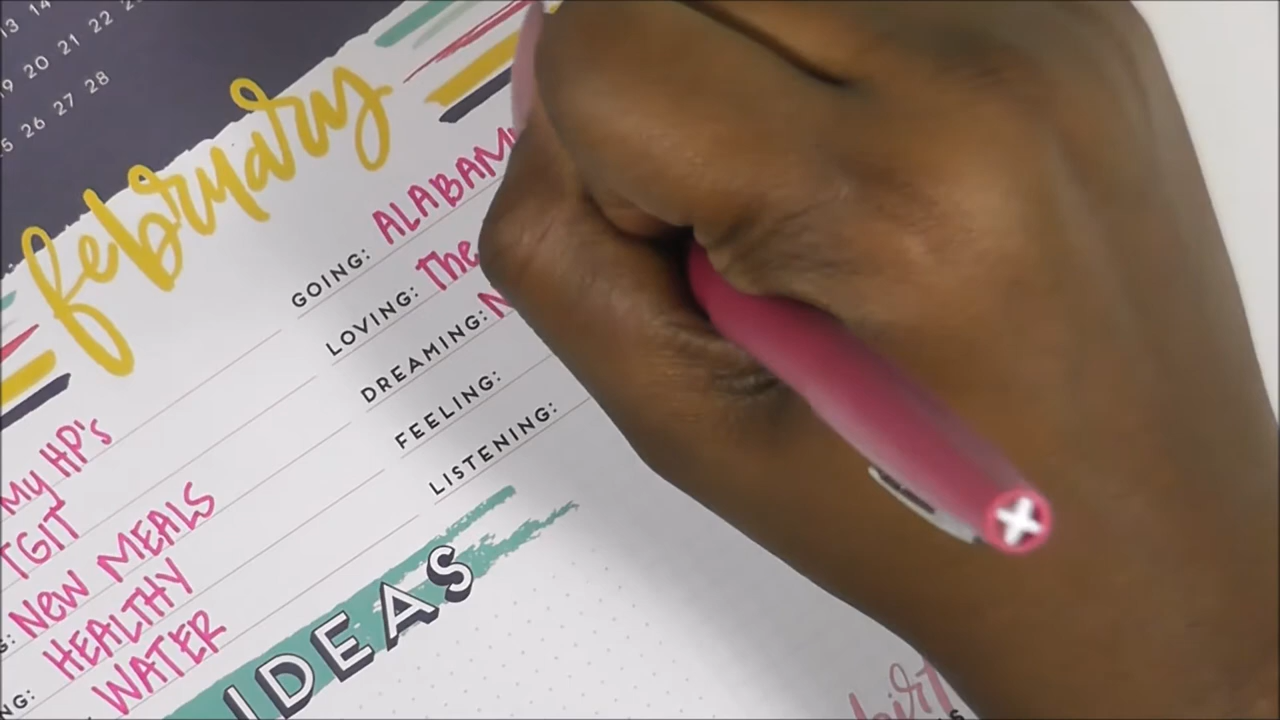 13 14
19 20 21 22
25 26 27 28
february
GOING: ALABAM
LOVING: The
DREAMING: N
FEELING:
LISTENING:
My HP's
TGIT
New MEALS
HEALTHY
WATER
IDEAS